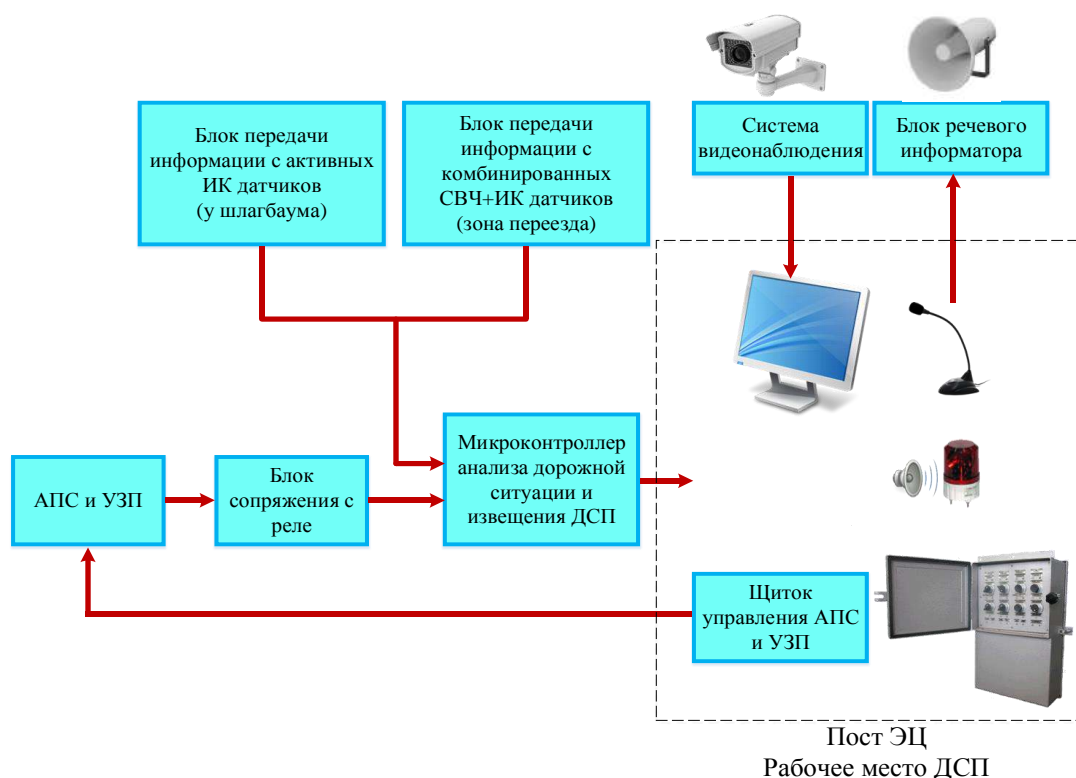 Блок передачи
информации с активных
ИК датчиков
(у шлагбаума)
Блок передачи
информации с
комбинированных
СВЧ+ИК датчиков
(зона переезда)
Система
видеонаблюдения
Блок речевого
информатора
АПС и УЗП
Блок
сопряжения с
реле
Микроконтроллер
анализа дорожной
ситуации и
извещения ДСП
Щиток
управления АПС
и УЗП
Пост ЭЦ
Рабочее место ДСП